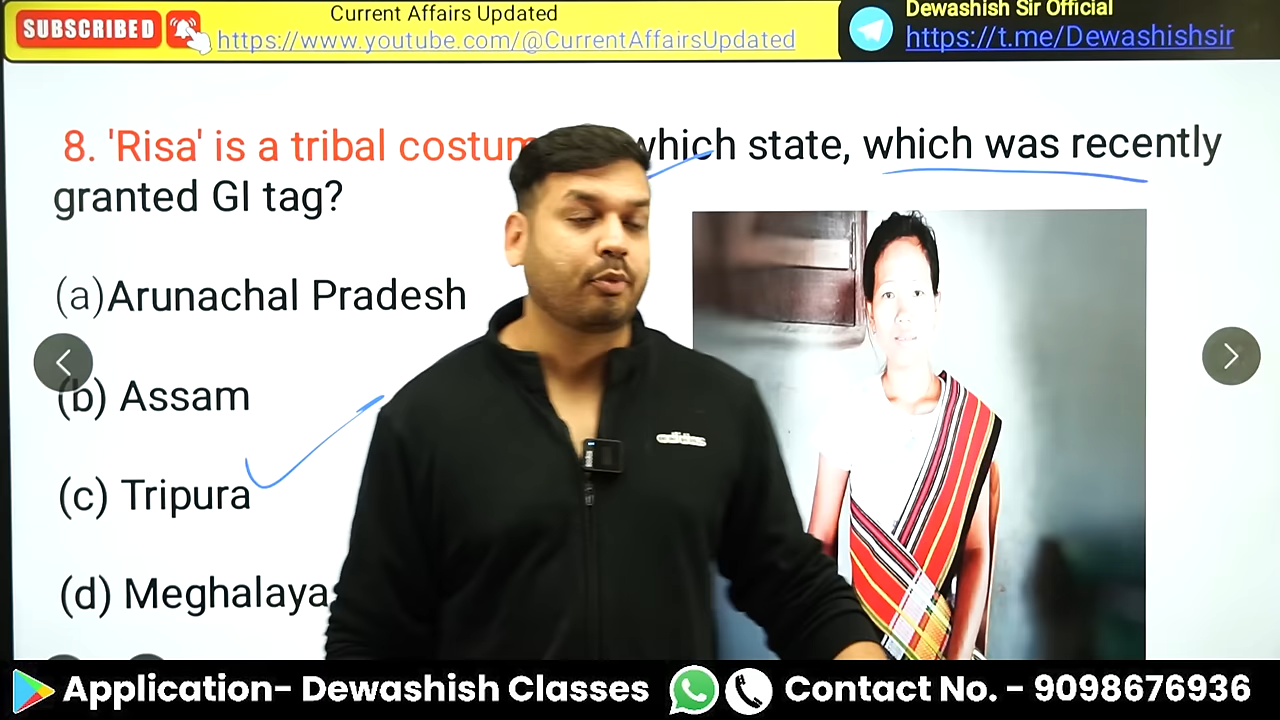 Current Affairs Updated
SUBSCRIBED
https://www.youtube.com/@CurrentAffairsUpdated
Dewashish Sir Official
https://t.me/Dewashishsir
8. 'Risa' is a tribal costum which state, which was recently
granted GI tag?
(a)Arunachal Pradesh
(b) Assam
(c) Tripura
(d) Meghalaya
Application- Dewashish Classes
Contact No. - 9098676936